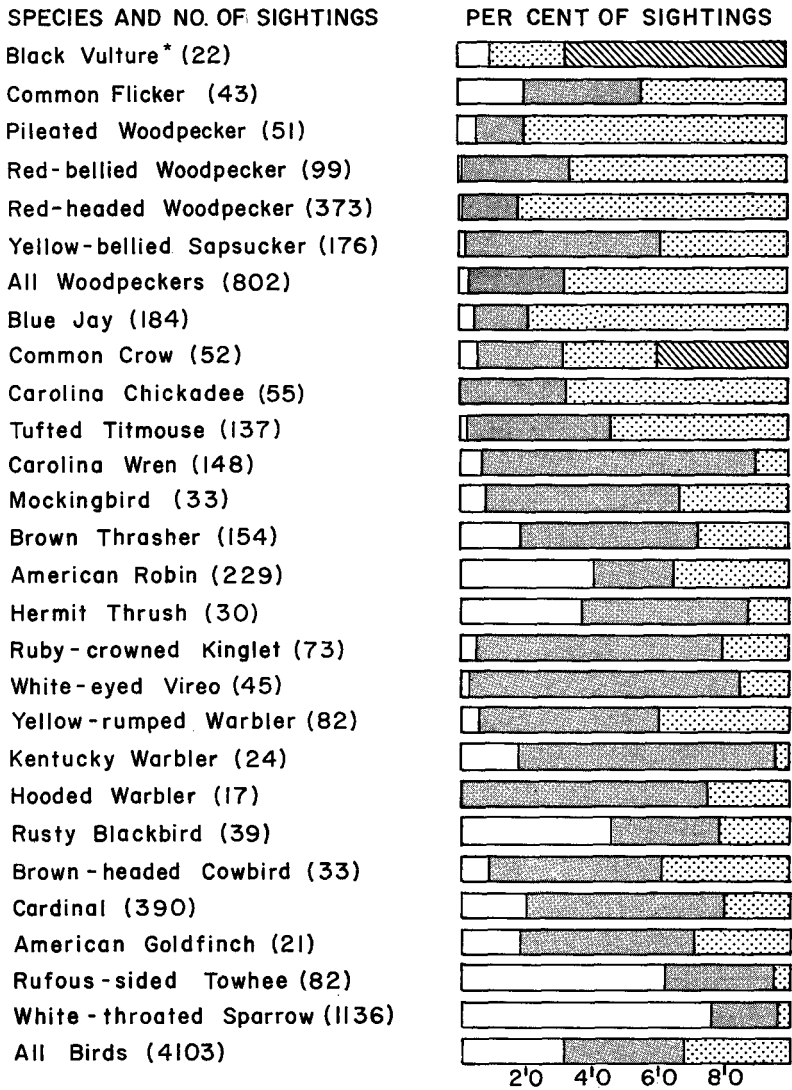 SPECIES AND NO. OF SIGHTINGS PER CENT OF SIGHTINGS
Black Vulture* (22)
Common Flicker (43)
Pileated Woodpecker (51)
Red-bellied Woodpecker (99)
Red-headed Woodpecker (373)
Yellow-bellied Sapsucker (176)
All Woodpeckers (802)
Blue Jay (184)
Common Crow (52)
Carolina Chickadee (55)
Tufted Titmouse (137)
Carolina Wren (148)
Mockingbird (33)
Brown Thrasher (154)
American Robin (229)
Hermit Thrush (30)
Ruby-crowned Kinglet (73)
White-eyed Vireo (45)
Yellow-rumped Warbler (82)
Kentucky Warbler (24)
Hooded Warbler (17)
Rusty Blackbird (39)
Brown-headed Cowbird (33)
Cardinal (390)
American Goldfinch (21)
Rufous-sided Towhee (82)
White-throated Sparrow (1136)
All Birds (4103)
20 40 60 80